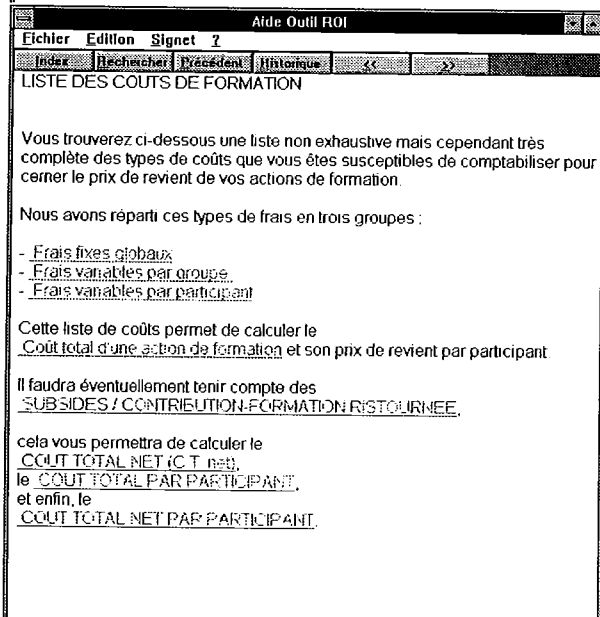 Aide Outil ROI
Fichier Edition Signet ?
Index Rechercher Précédent Historique << >>
LISTE DES COUTS DE FORMATION
Vous trouverez ci-dessous une liste non exhaustive mais cependant très
complète des types de coûts que vous êtes susceptibles de comptabiliser pour
cerner le prix de revient de vos actions de formation.
Nous avons réparti ces types de frais en trois groupes :
- Frais fixes globaux
- Frais variables par groupe
- Frais variables par participant
Cette liste de coûts permet de calculer le
Coût total d'une action de formation et son prix de revient par participant
Il faudra éventuellement tenir compte des
SUBSIDES / CONTRIBUTION-FORMATION RISTOURNEE,
cela vous permettra de calculer le
COUT TOTAL NET (C T net),
le COUT TOTAL PAR PARTICIPANT,
et enfin, le
COUT TOTAL NET PAR PARTICIPANT.